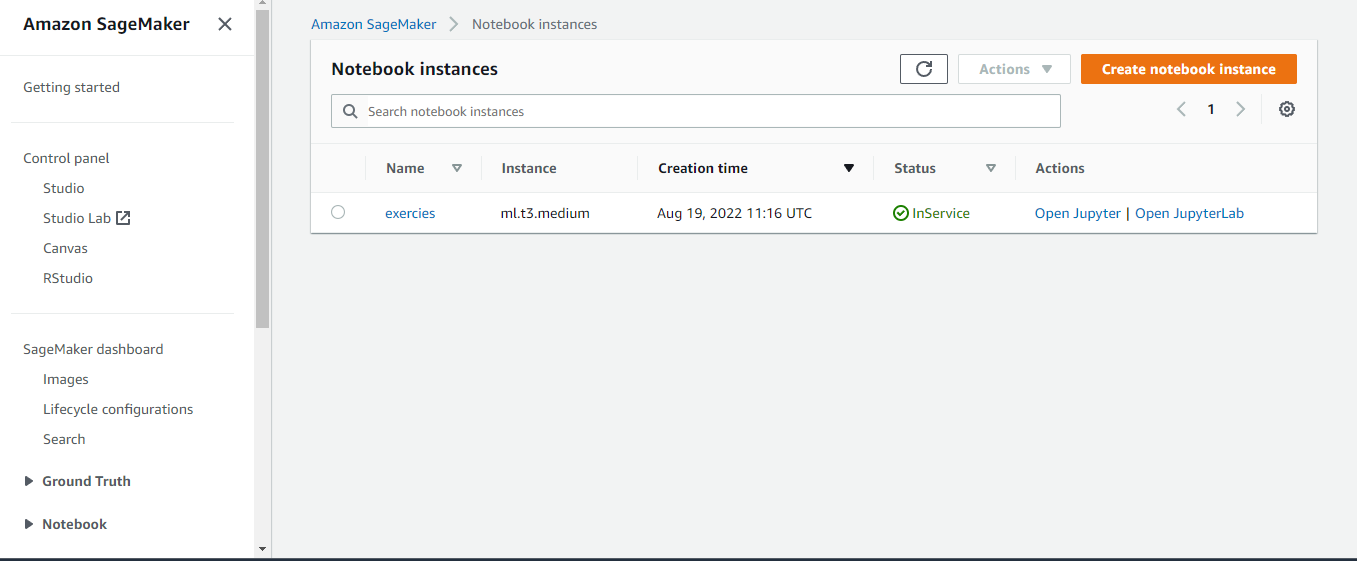 Amazon SageMaker
Getting started
Control panel
Studio
Studio Lab
Canvas
RStudio
SageMaker dashboard
Images
Lifecycle configurations
Search
Ground Truth
Notebook
Amazon SageMaker > Notebook instances
Notebook instances
Actions
Create notebook instance
Search notebook instances
1
Name Instance Creation time Status Actions
exercies ml.t3.medium Aug 19, 2022 11:16 UTC InService Open Jupyter | Open JupyterLab